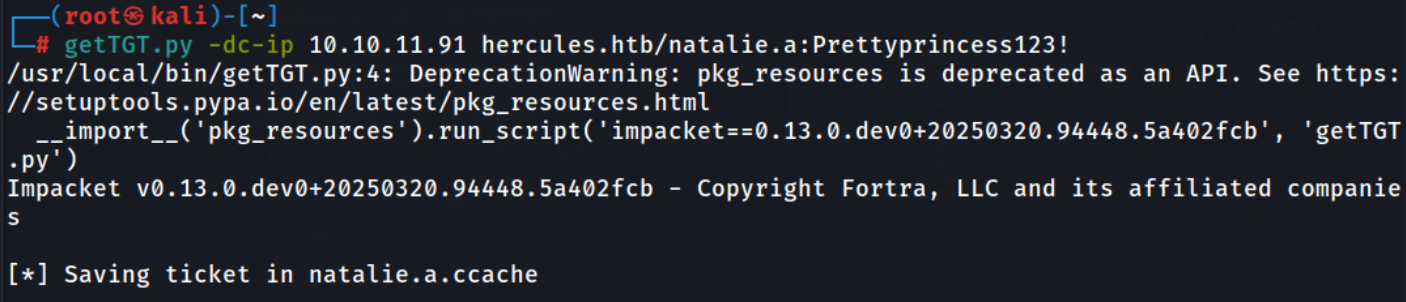 ┌──(root㉿kali)-[~]
└─# getTGT.py -dc-ip 10.10.11.91 hercules.htb/natalie.a:Prettyprincess123!
/usr/local/bin/getTGT.py:4: DeprecationWarning: pkg_resources is deprecated as an API. See https:
//setuptools.pypa.io/en/latest/pkg_resources.html
  __import__('pkg_resources').run_script('impacket==0.13.0.dev0+20250320.94448.5a402fcb', 'getTGT
.py')
Impacket v0.13.0.dev0+20250320.94448.5a402fcb - Copyright Fortra, LLC and its affiliated companie
s

[*] Saving ticket in natalie.a.ccache